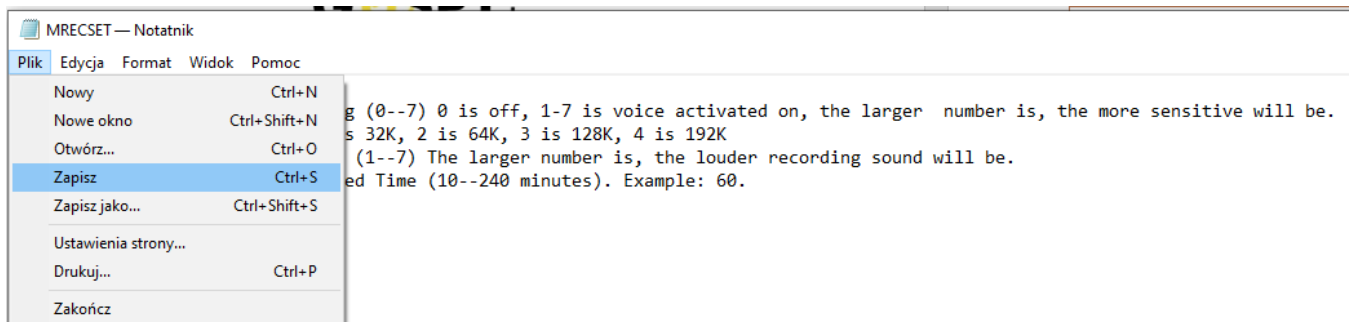 MRECSET — Notatnik
Plik Edycja Format Widok Pomoc
Nowy Ctrl+N
Nowe okno Ctrl+Shift+N
Otwórz... Ctrl+O
Zapisz Ctrl+S
Zapisz jako... Ctrl+Shift+S
Ustawienia strony...
Drukuj... Ctrl+P
Zakończ
g (0--7) 0 is off, 1-7 is voice activated on, the larger  number is, the more sensitive will be.
s 32K, 2 is 64K, 3 is 128K, 4 is 192K
(1--7) The larger number is, the louder recording sound will be.
ed Time (10--240 minutes). Example: 60.